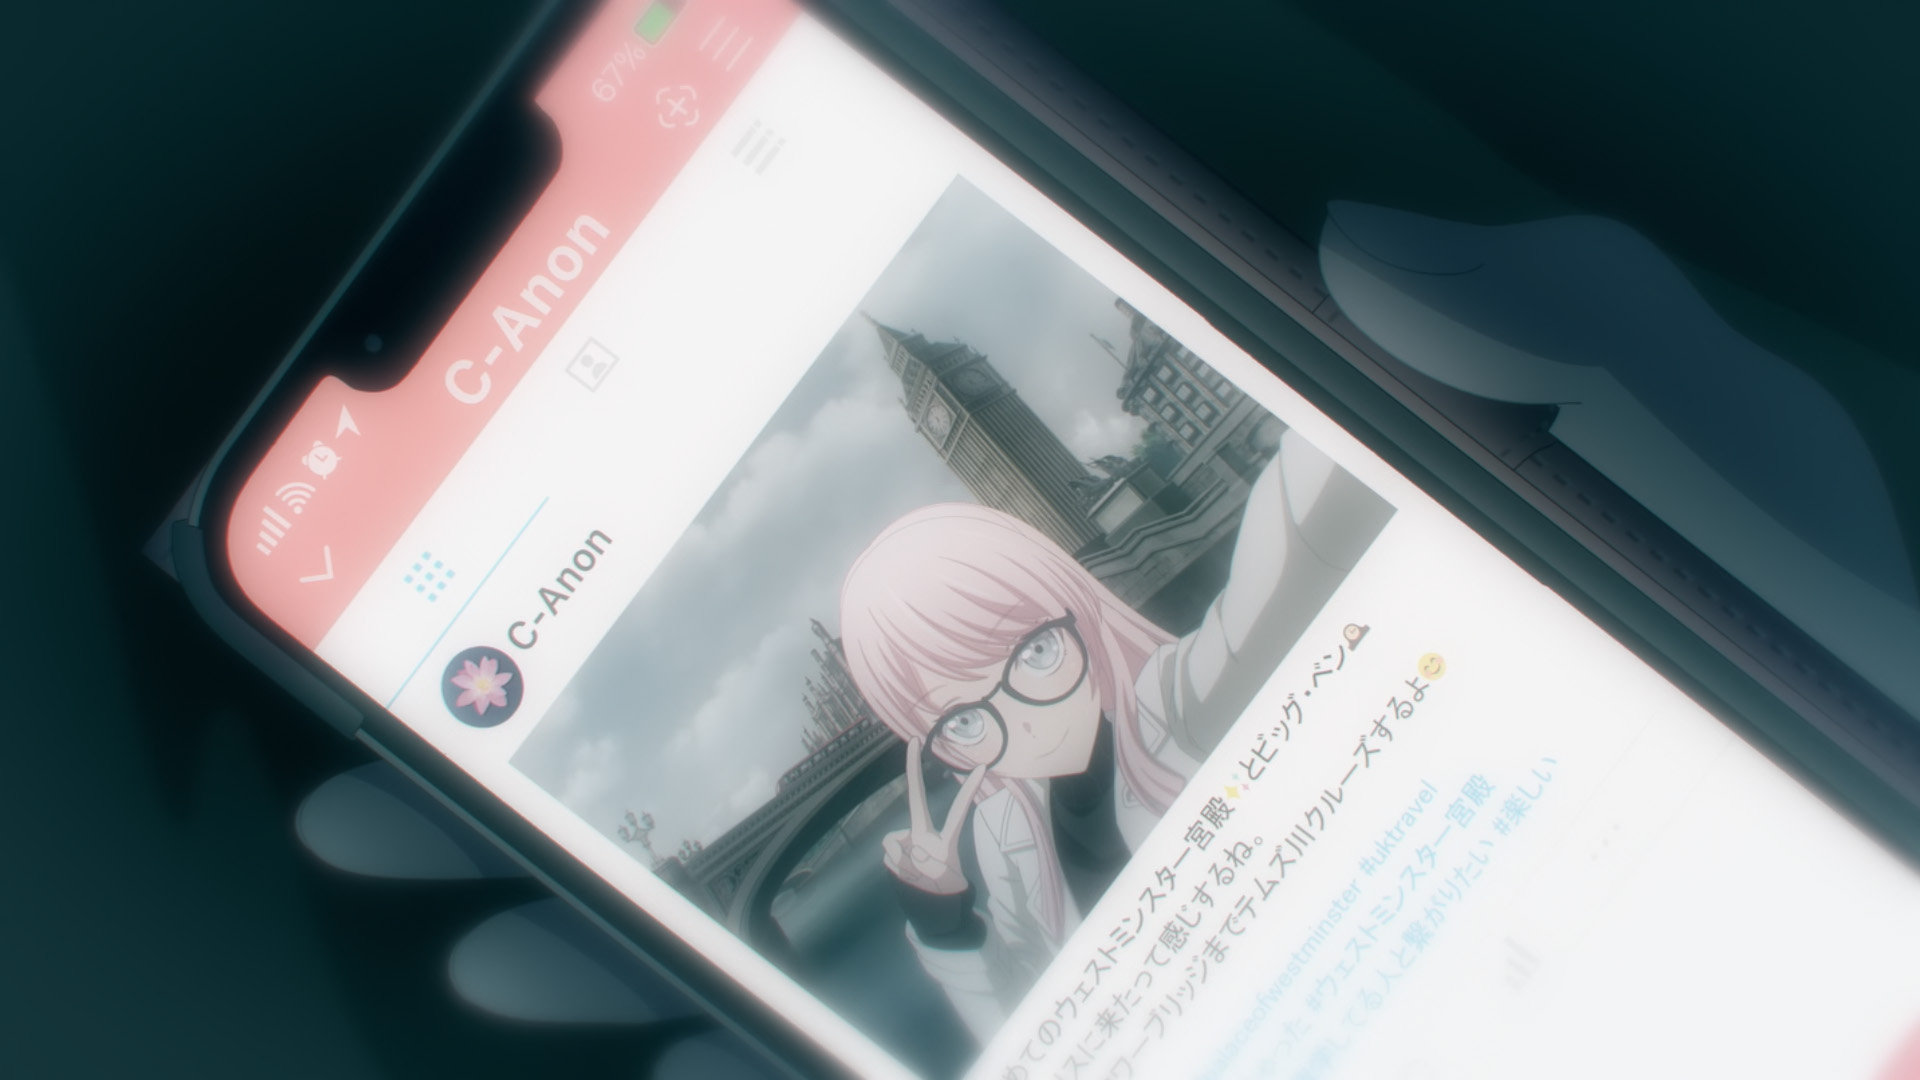 67%
C-Anon
C-Anon
めてのウェストミンスター宮殿✨とビッグ・ベン🕰
スに来たって感じするね。
ワーブリッジまでテムズ川クルーズするよ😊
palaceofwestminster #uktravel
った #ウェストミンスター宮殿
してる人と繋がりたい #楽しい